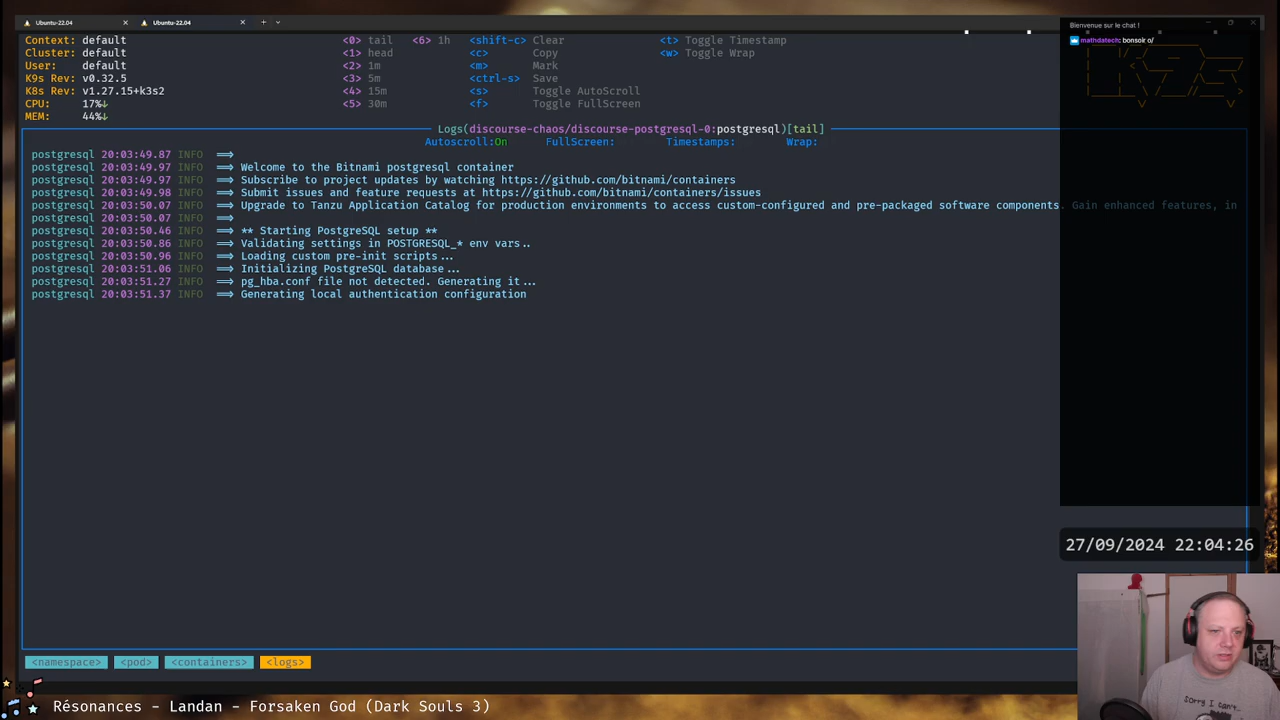 Ubuntu-22.04
Ubuntu-22.04
Context: default
Cluster: default
User: default
K9s Rev: v0.32.5
K8s Rev: v1.27.15+k3s2
CPU: 17%↓
MEM: 44%↓
<0> tail <6> 1h <shift-c> Clear <t> Toggle Timestamp
<1> head <c> Copy <w> Toggle Wrap
<2> 1m <m> Mark
<3> 5m <ctrl-s> Save
<4> 15m <s> Toggle AutoScroll
<5> 30m <f> Toggle FullScreen
Bienvenue sur le chat !
mathdatech: bonsoir o/
Logs(discourse-chaos/discourse-postgresql-0:postgresql)[tail]
Autoscroll:On FullScreen: Timestamps: Wrap:
postgresql 20:03:49.87 INFO ==>
postgresql 20:03:49.97 INFO ==> Welcome to the Bitnami postgresql container
postgresql 20:03:49.97 INFO ==> Subscribe to project updates by watching https://github.com/bitnami/containers
postgresql 20:03:49.98 INFO ==> Submit issues and feature requests at https://github.com/bitnami/containers/issues
postgresql 20:03:50.07 INFO ==> Upgrade to Tanzu Application Catalog for production environments to access custom-configured and pre-packaged software components. Gain enhanced features, in
postgresql 20:03:50.07 INFO ==>
postgresql 20:03:50.46 INFO ==> ** Starting PostgreSQL setup **
postgresql 20:03:50.86 INFO ==> Validating settings in POSTGRESQL_* env vars..
postgresql 20:03:50.96 INFO ==> Loading custom pre-init scripts...
postgresql 20:03:51.06 INFO ==> Initializing PostgreSQL database...
postgresql 20:03:51.27 INFO ==> pg_hba.conf file not detected. Generating it...
postgresql 20:03:51.37 INFO ==> Generating local authentication configuration
27/09/2024 22:04:26
<namespace> <pod> <containers> <logs>
Sorry I can't...
Résonances - Landan - Forsaken God (Dark Souls 3)